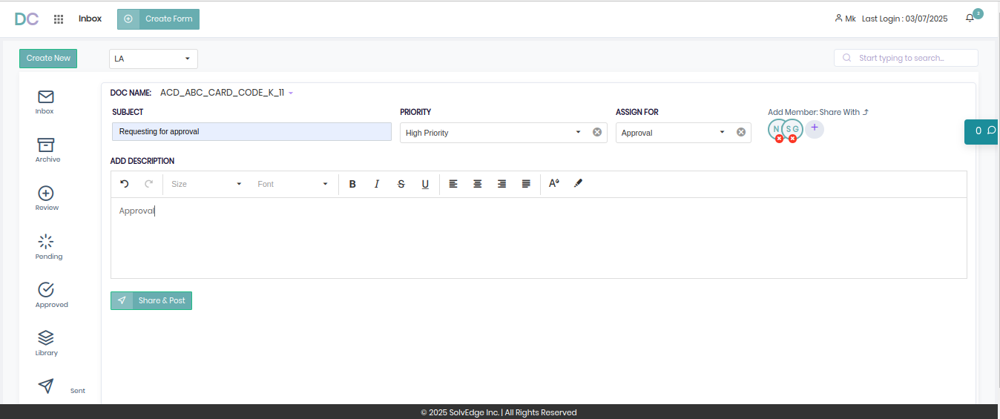 DC Inbox Create Form Mk Last Login : 03/07/2025 2
Create New LA Start typing to search...
DOC NAME: ACD_ABC_CARD_CODE_K_11
SUBJECT PRIORITY ASSIGN FOR Add Member: Share With
Requesting for approval High Priority Approval N S G +
0
ADD DESCRIPTION
Size Font B I S U A
Approval
Share & Post
Inbox
Archive
Review
Pending
Approved
Library
Sent
© 2025 SolvEdge Inc. | All Rights Reserved